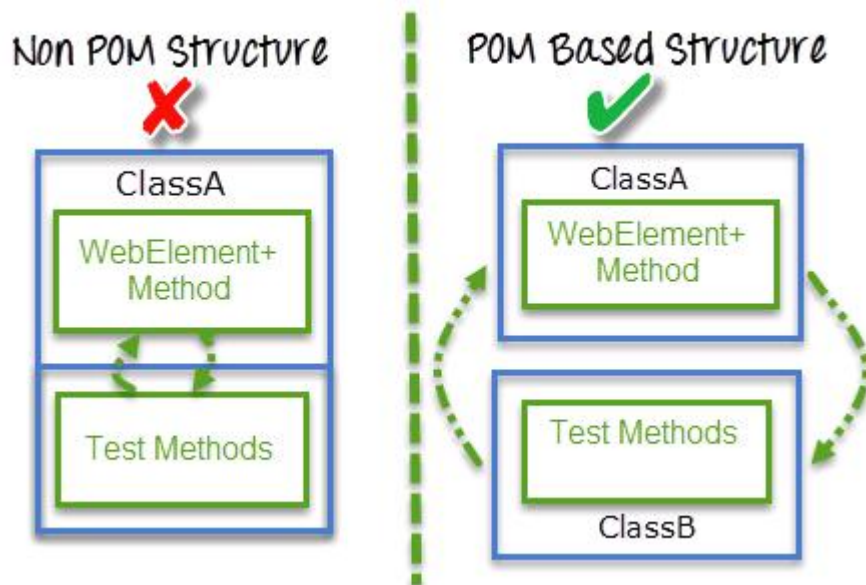 Non POM Structure
ClassA
WebElement+
Method
Test Methods
POM Based Structure
ClassA
WebElement+
Method
Test Methods
ClassB